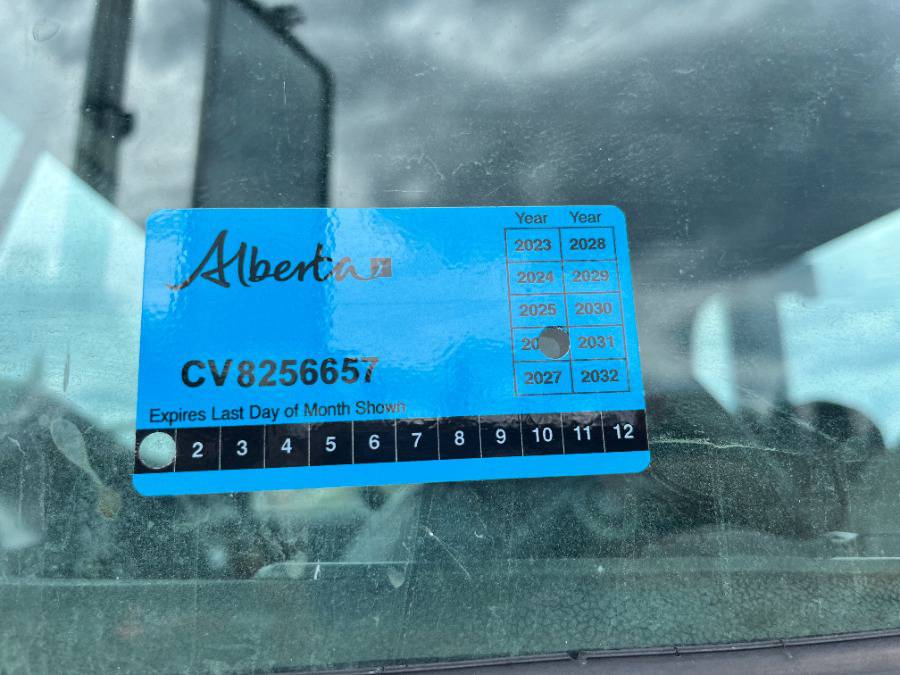 Alberta
Year Year
2023 2028
2024 2029
2025 2030
20 2031
2027 2032
CV8256657
Expires Last Day of Month Shown
2 3 4 5 6 7 8 9 10 11 12